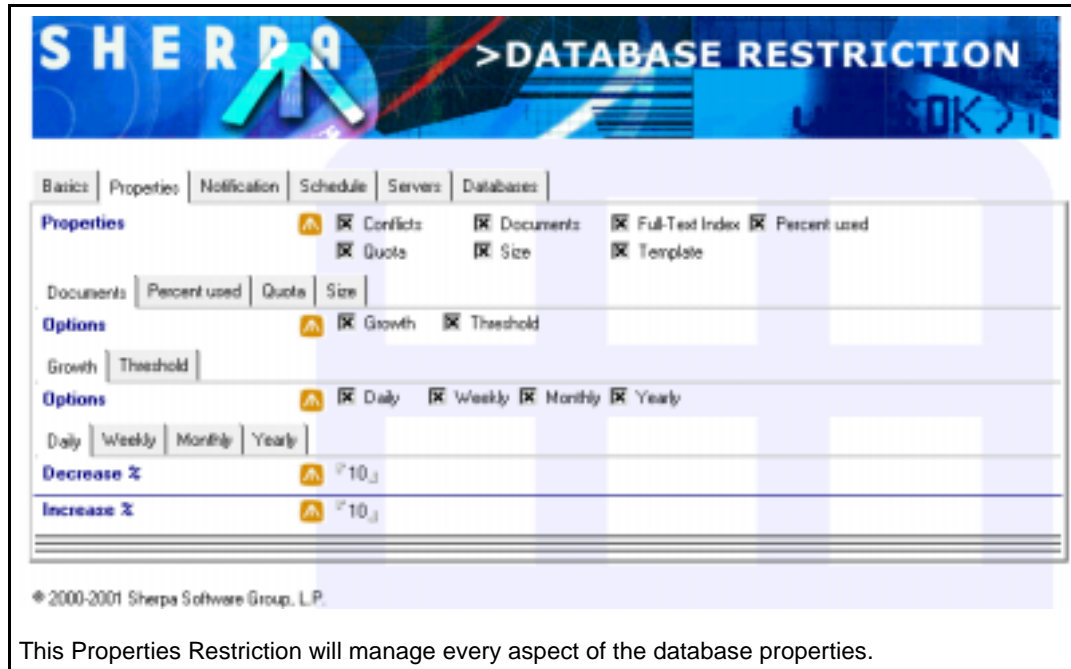 SHERPA >DATABASE RESTRICTION
Basics Properties Notification Schedule Servers Databases
Properties Conflicts Documents Full-Text Index Percent used
Quota Size Template
Documents Percent used Quota Size
Options Growth Threshold
Growth Threshold
Options Daily Weekly Monthly Yearly
Daily Weekly Monthly Yearly
Decrease % 10
Increase % 10
© 2000-2001 Sherpa Software Group, L.P.
This Properties Restriction will manage every aspect of the database properties.